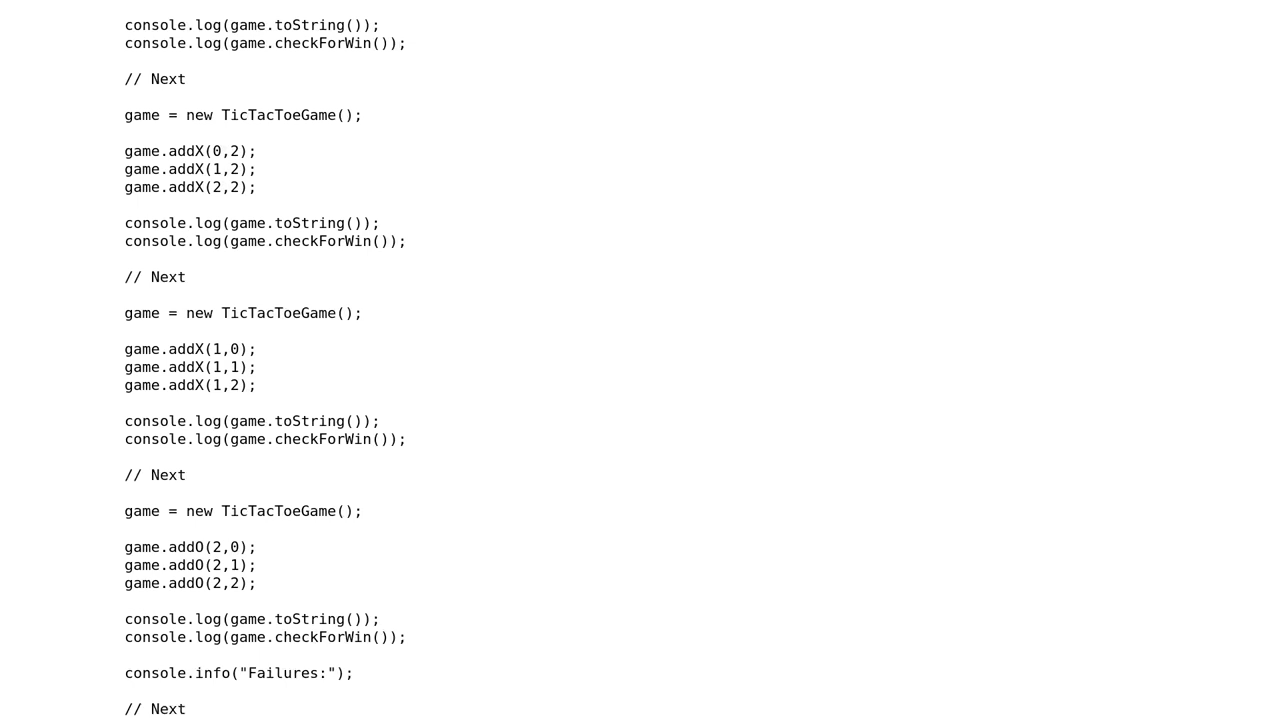 console.log(game.toString());
console.log(game.checkForWin());
// Next
game = new TicTacToeGame();
game.addX(0,2);
game.addX(1,2);
game.addX(2,2);
console.log(game.toString());
console.log(game.checkForWin());
// Next
game = new TicTacToeGame();
game.addX(1,0);
game.addX(1,1);
game.addX(1,2);
console.log(game.toString());
console.log(game.checkForWin());
// Next
game = new TicTacToeGame();
game.addO(2,0);
game.addO(2,1);
game.addO(2,2);
console.log(game.toString());
console.log(game.checkForWin());
console.info("Failures:");
// Next